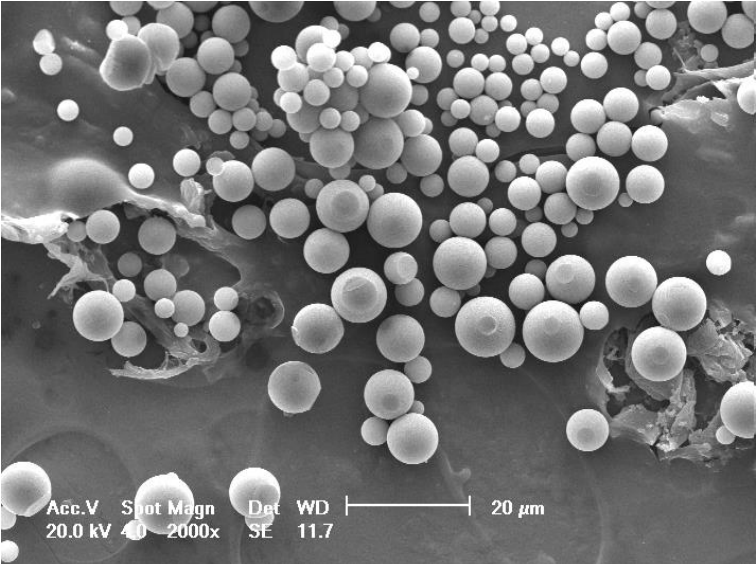 Acc.V Spot Magn Det WD 20 µm
20.0 kV 4.0 2000x SE 11.7